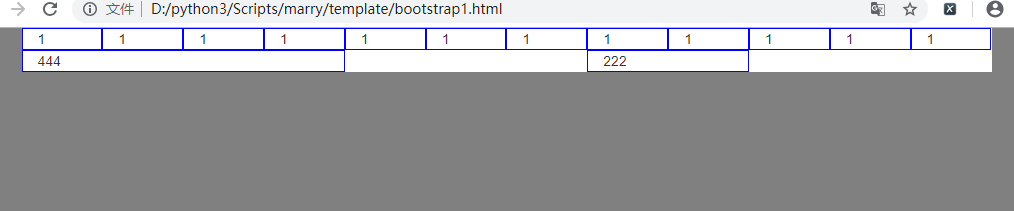 文件 D:/python3/Scripts/marry/template/bootstrap1.html
1 1 1 1 1 1 1 1 1 1 1 1
444 222